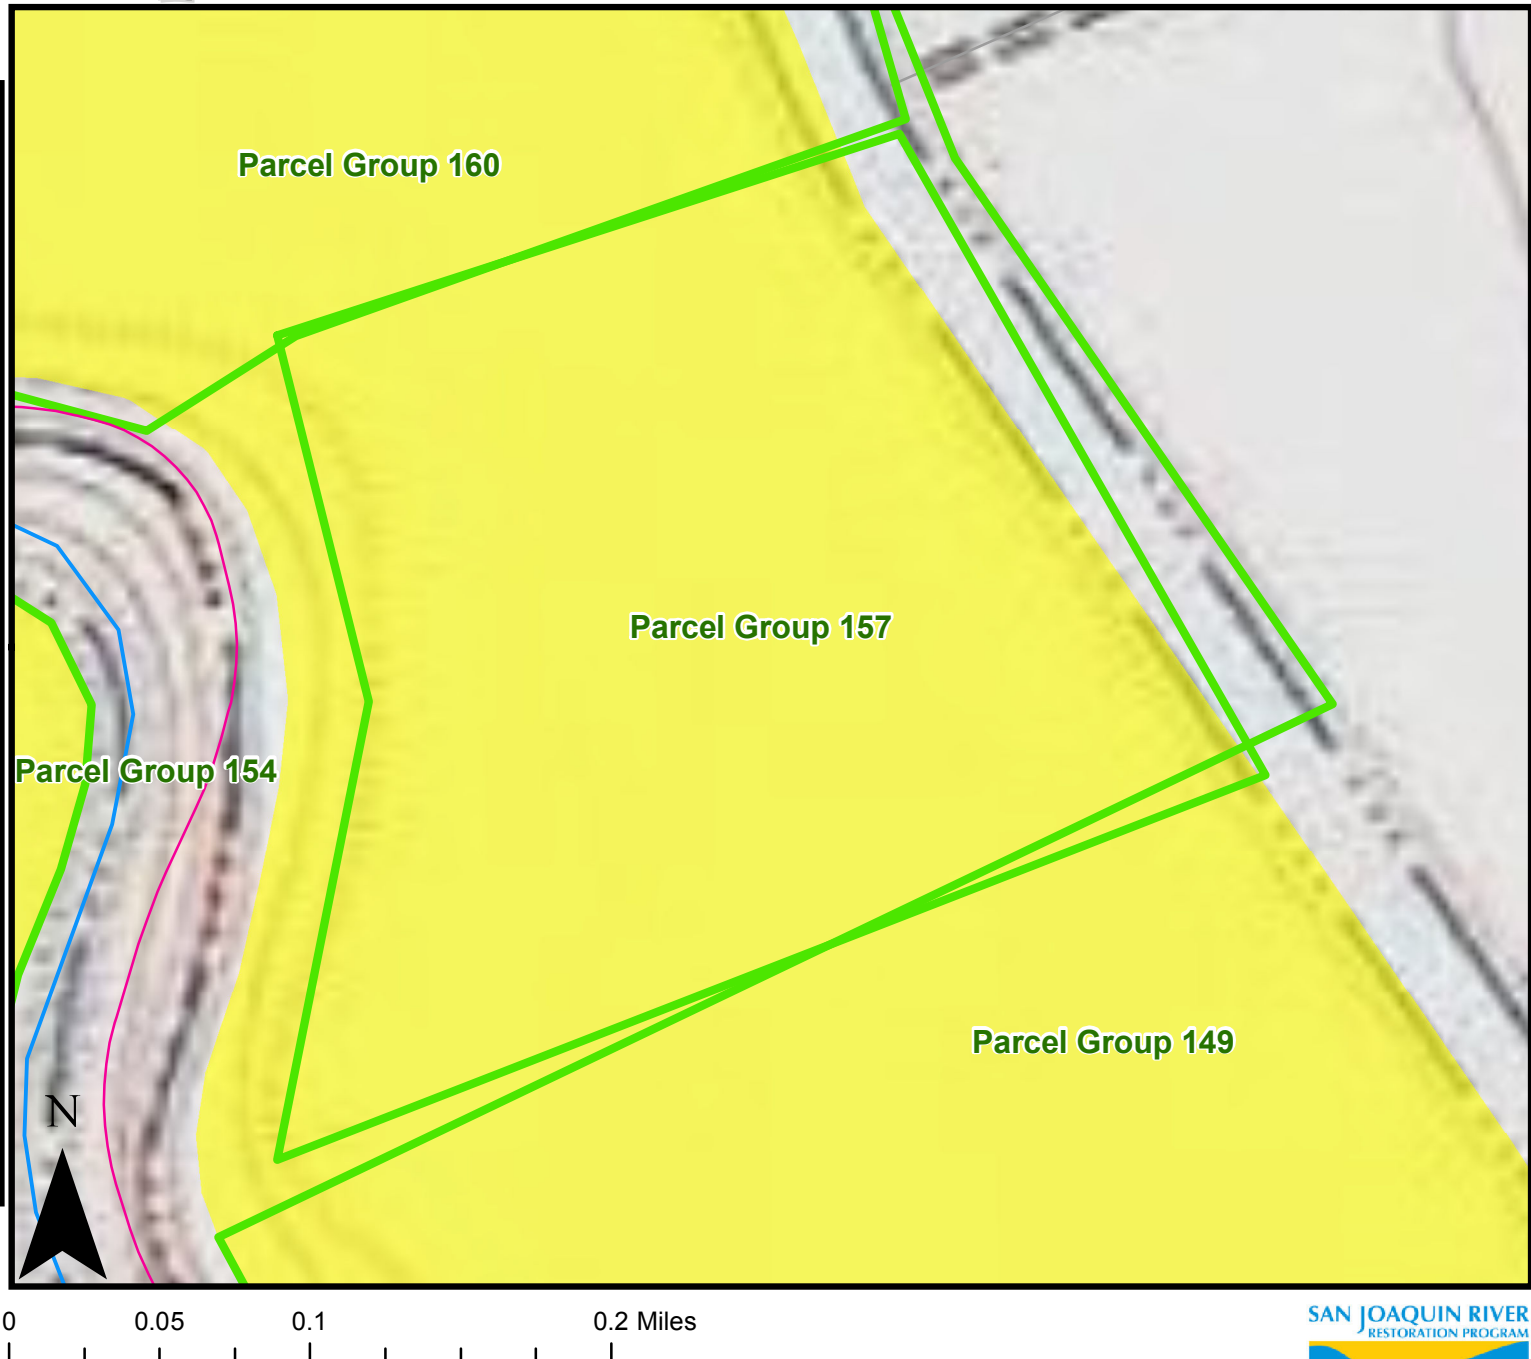 Parcel Group 160
Parcel Group 157
Parcel Group 154
Parcel Group 149
N
0 0.05 0.1 0.2 Miles
SAN JOAQUIN RIVER
RESTORATION PROGRAM